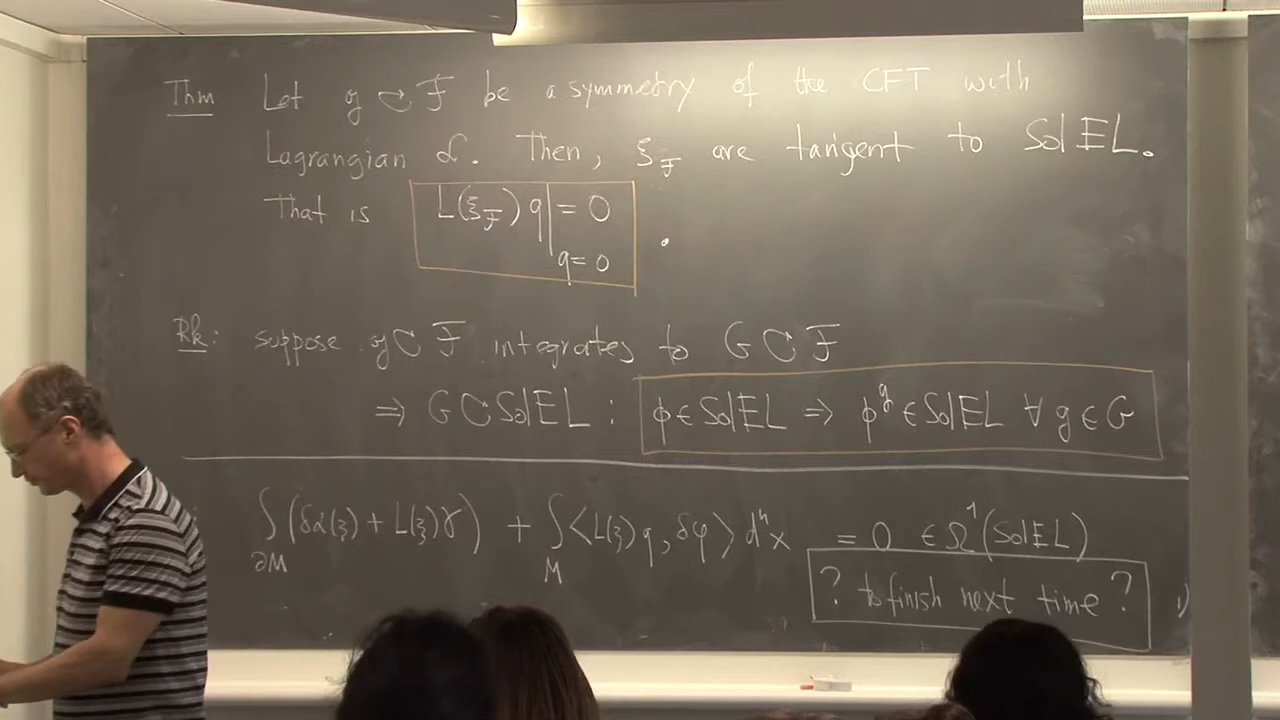 Thm Let 𝔤 ↻ ℱ be a symmetry of the CFT with
Lagrangian ℒ. Then, ξ_ℱ are tangent to Sol EL.
That is L(ξ_ℱ) q | = 0
q = 0
Rk: suppose 𝔤 ↻ ℱ integrates to G ↻ ℱ
⇒ G ↻ Sol EL : φ ∈ Sol EL ⇒ φ^g ∈ Sol EL ∀ g ∈ G
∫_∂M (δα(ξ) + L(ξ)γ) + ∫_M <L(ξ) q, δφ> dⁿx = 0 ∈ Ω¹(Sol EL)
? to finish next time ?